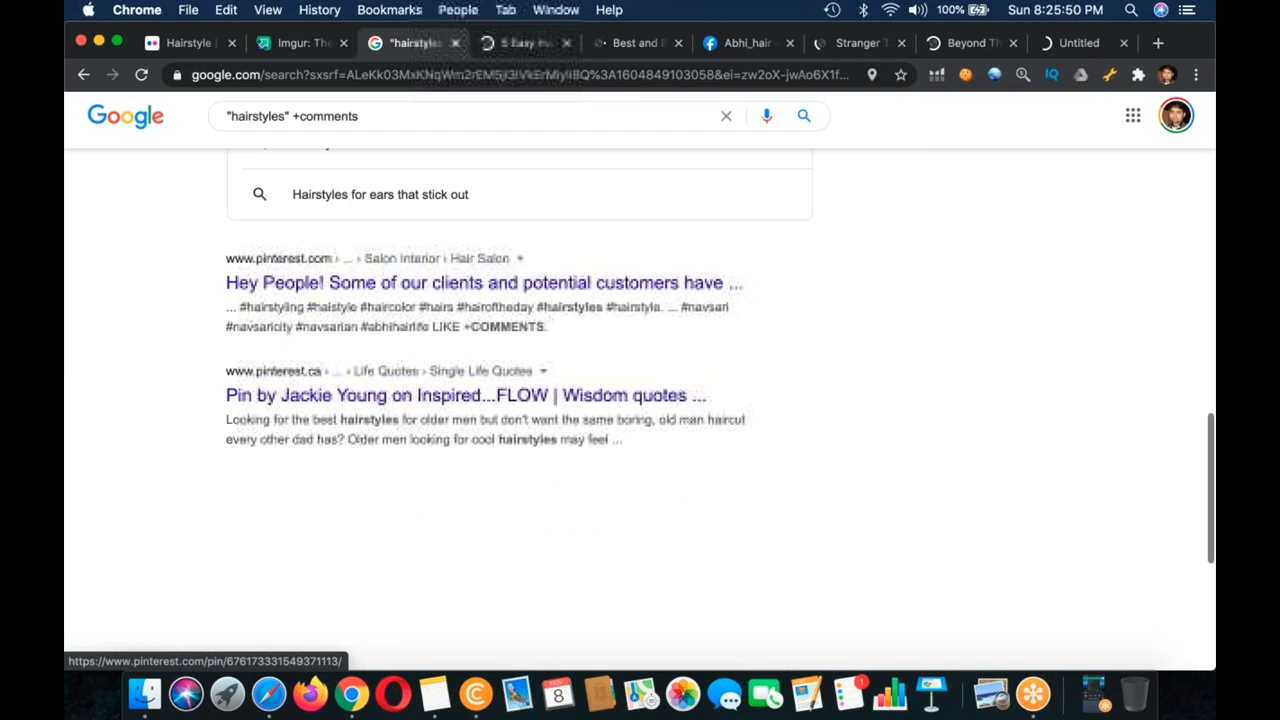 Chrome File Edit View History Bookmarks People Tab Window Help 100% Sun 8:25:50 PM
Hairstyle Imgur: The "hairstyles 5 Easy Best and Abhi_hair - Stranger T Beyond Th Untitled
"hairstyles" +comments
Google
Hairstyles for ears that stick out
www.pinterest.com › ... › Salon Interior › Hair Salon
Hey People! Some of our clients and potential customers have ...
... #hairstyling #haistyle #haircolor #hairs #hairoftheday #hairstyles #hairstyle. ... #navsari
#navsaricity #navsarian #abhihairlife LIKE +COMMENTS.
www.pinterest.ca › ... › Life Quotes › Single Life Quotes
Pin by Jackie Young on Inspired...FLOW | Wisdom quotes ...
Looking for the best hairstyles for older men but don't want the same boring, old man haircut
every other dad has? Older men looking for cool hairstyles may feel ...
https://www.pinterest.com/pin/676173331549371113/
NOV
8
1